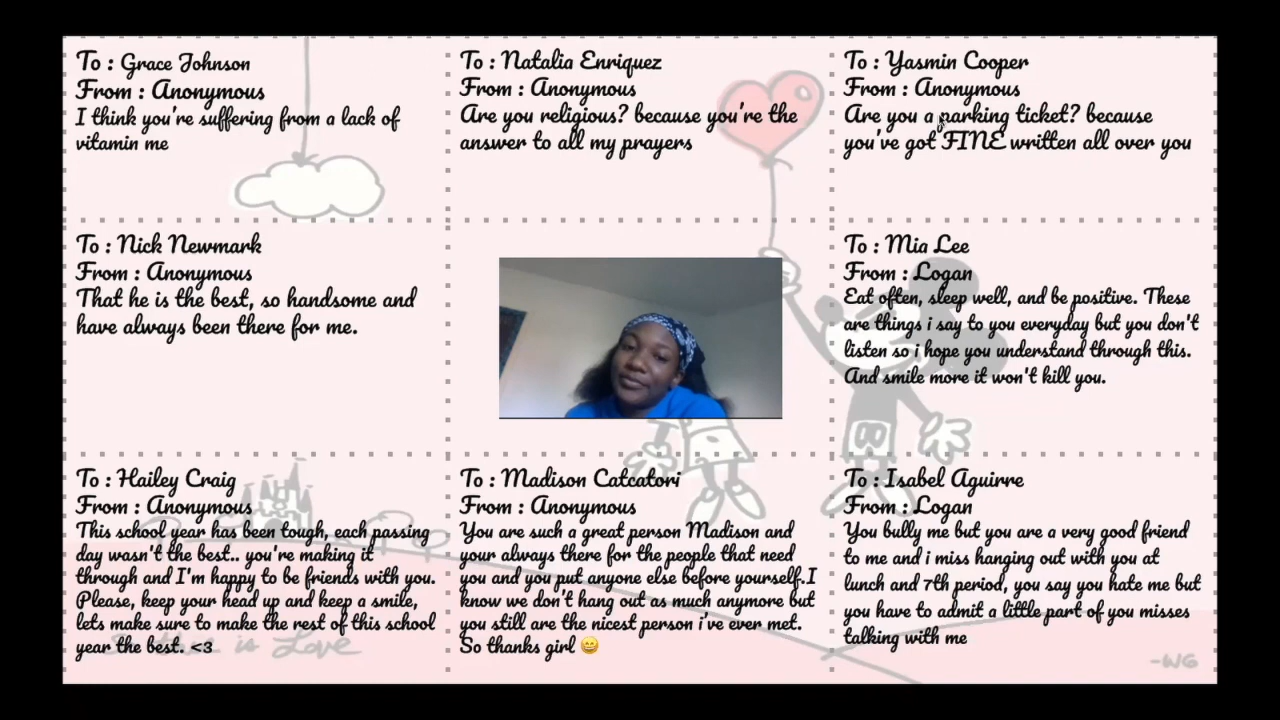 To : Grace Johnson
From : Anonymous
I think you're suffering from a lack of
vitamin me
To : Natalia Enriquez
From : Anonymous
Are you religious? because you're the
answer to all my prayers
To : Yasmin Cooper
From : Anonymous
Are you a parking ticket? because
you've got FINE written all over you
To : Nick Newmark
From : Anonymous
That he is the best, so handsome and
have always been there for me.
To : Mia Lee
From : Logan
Eat often, sleep well, and be positive. These
are things i say to you everyday but you don't
listen so i hope you understand through this.
And smile more it won't kill you.
To : Hailey Craig
From : Anonymous
This school year has been tough, each passing
day wasn't the best.. you're making it
through and I'm happy to be friends with you.
Please, keep your head up and keep a smile,
lets make sure to make the rest of this school
year the best. <3
To : Madison Catcatori
From : Anonymous
You are such a great person Madison and
your always there for the people that need
you and you put anyone else before yourself.I
know we don't hang out as much anymore but
you still are the nicest person i've ever met.
So thanks girl 😄
To : Isabel Aguirre
From : Logan
You bully me but you are a very good friend
to me and i miss hanging out with you at
lunch and 7th period, you say you hate me but
you have to admit a little part of you misses
talking with me
is Love
-WG